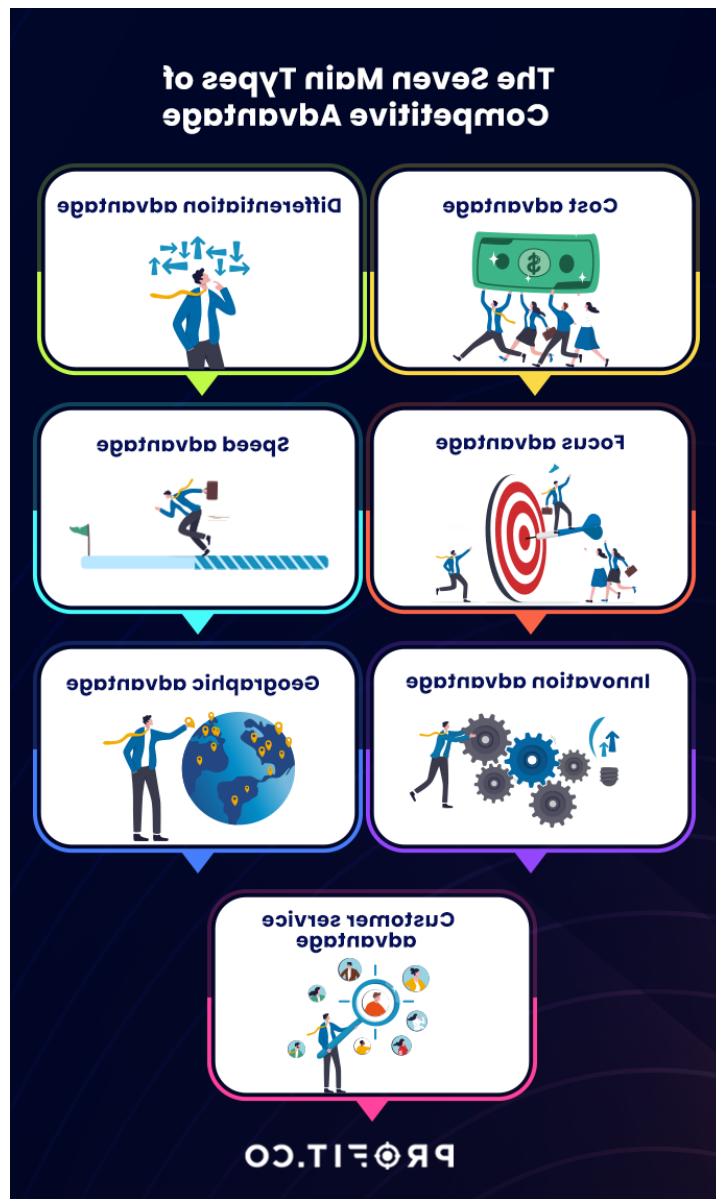 The Seven Main Types of
Competitive Advantage
Cost advantage
Differentiation advantage
Focus advantage
Speed advantage
Innovation advantage
Geographic advantage
Customer service
advantage
PROFIT.CO